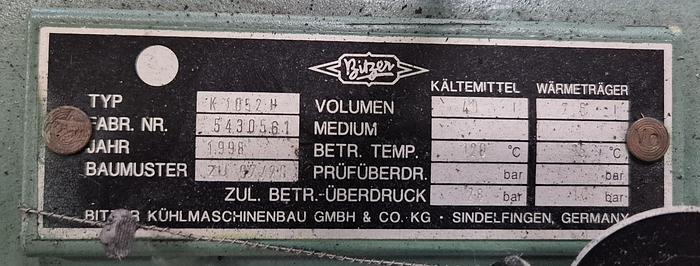 Bitzer
KÄLTEMITTEL WÄRMETRÄGER
TYP K 1052 H VOLUMEN l l
FABR. NR. 5430561 MEDIUM
JAHR 1998 BETR. TEMP. 120 °C °C
BAUMUSTER PRÜFÜBERDR. bar bar
ZUL. BETR.-ÜBERDRUCK bar bar
BITZER KÜHLMASCHINENBAU GMBH & CO. KG · SINDELFINGEN, GERMANY